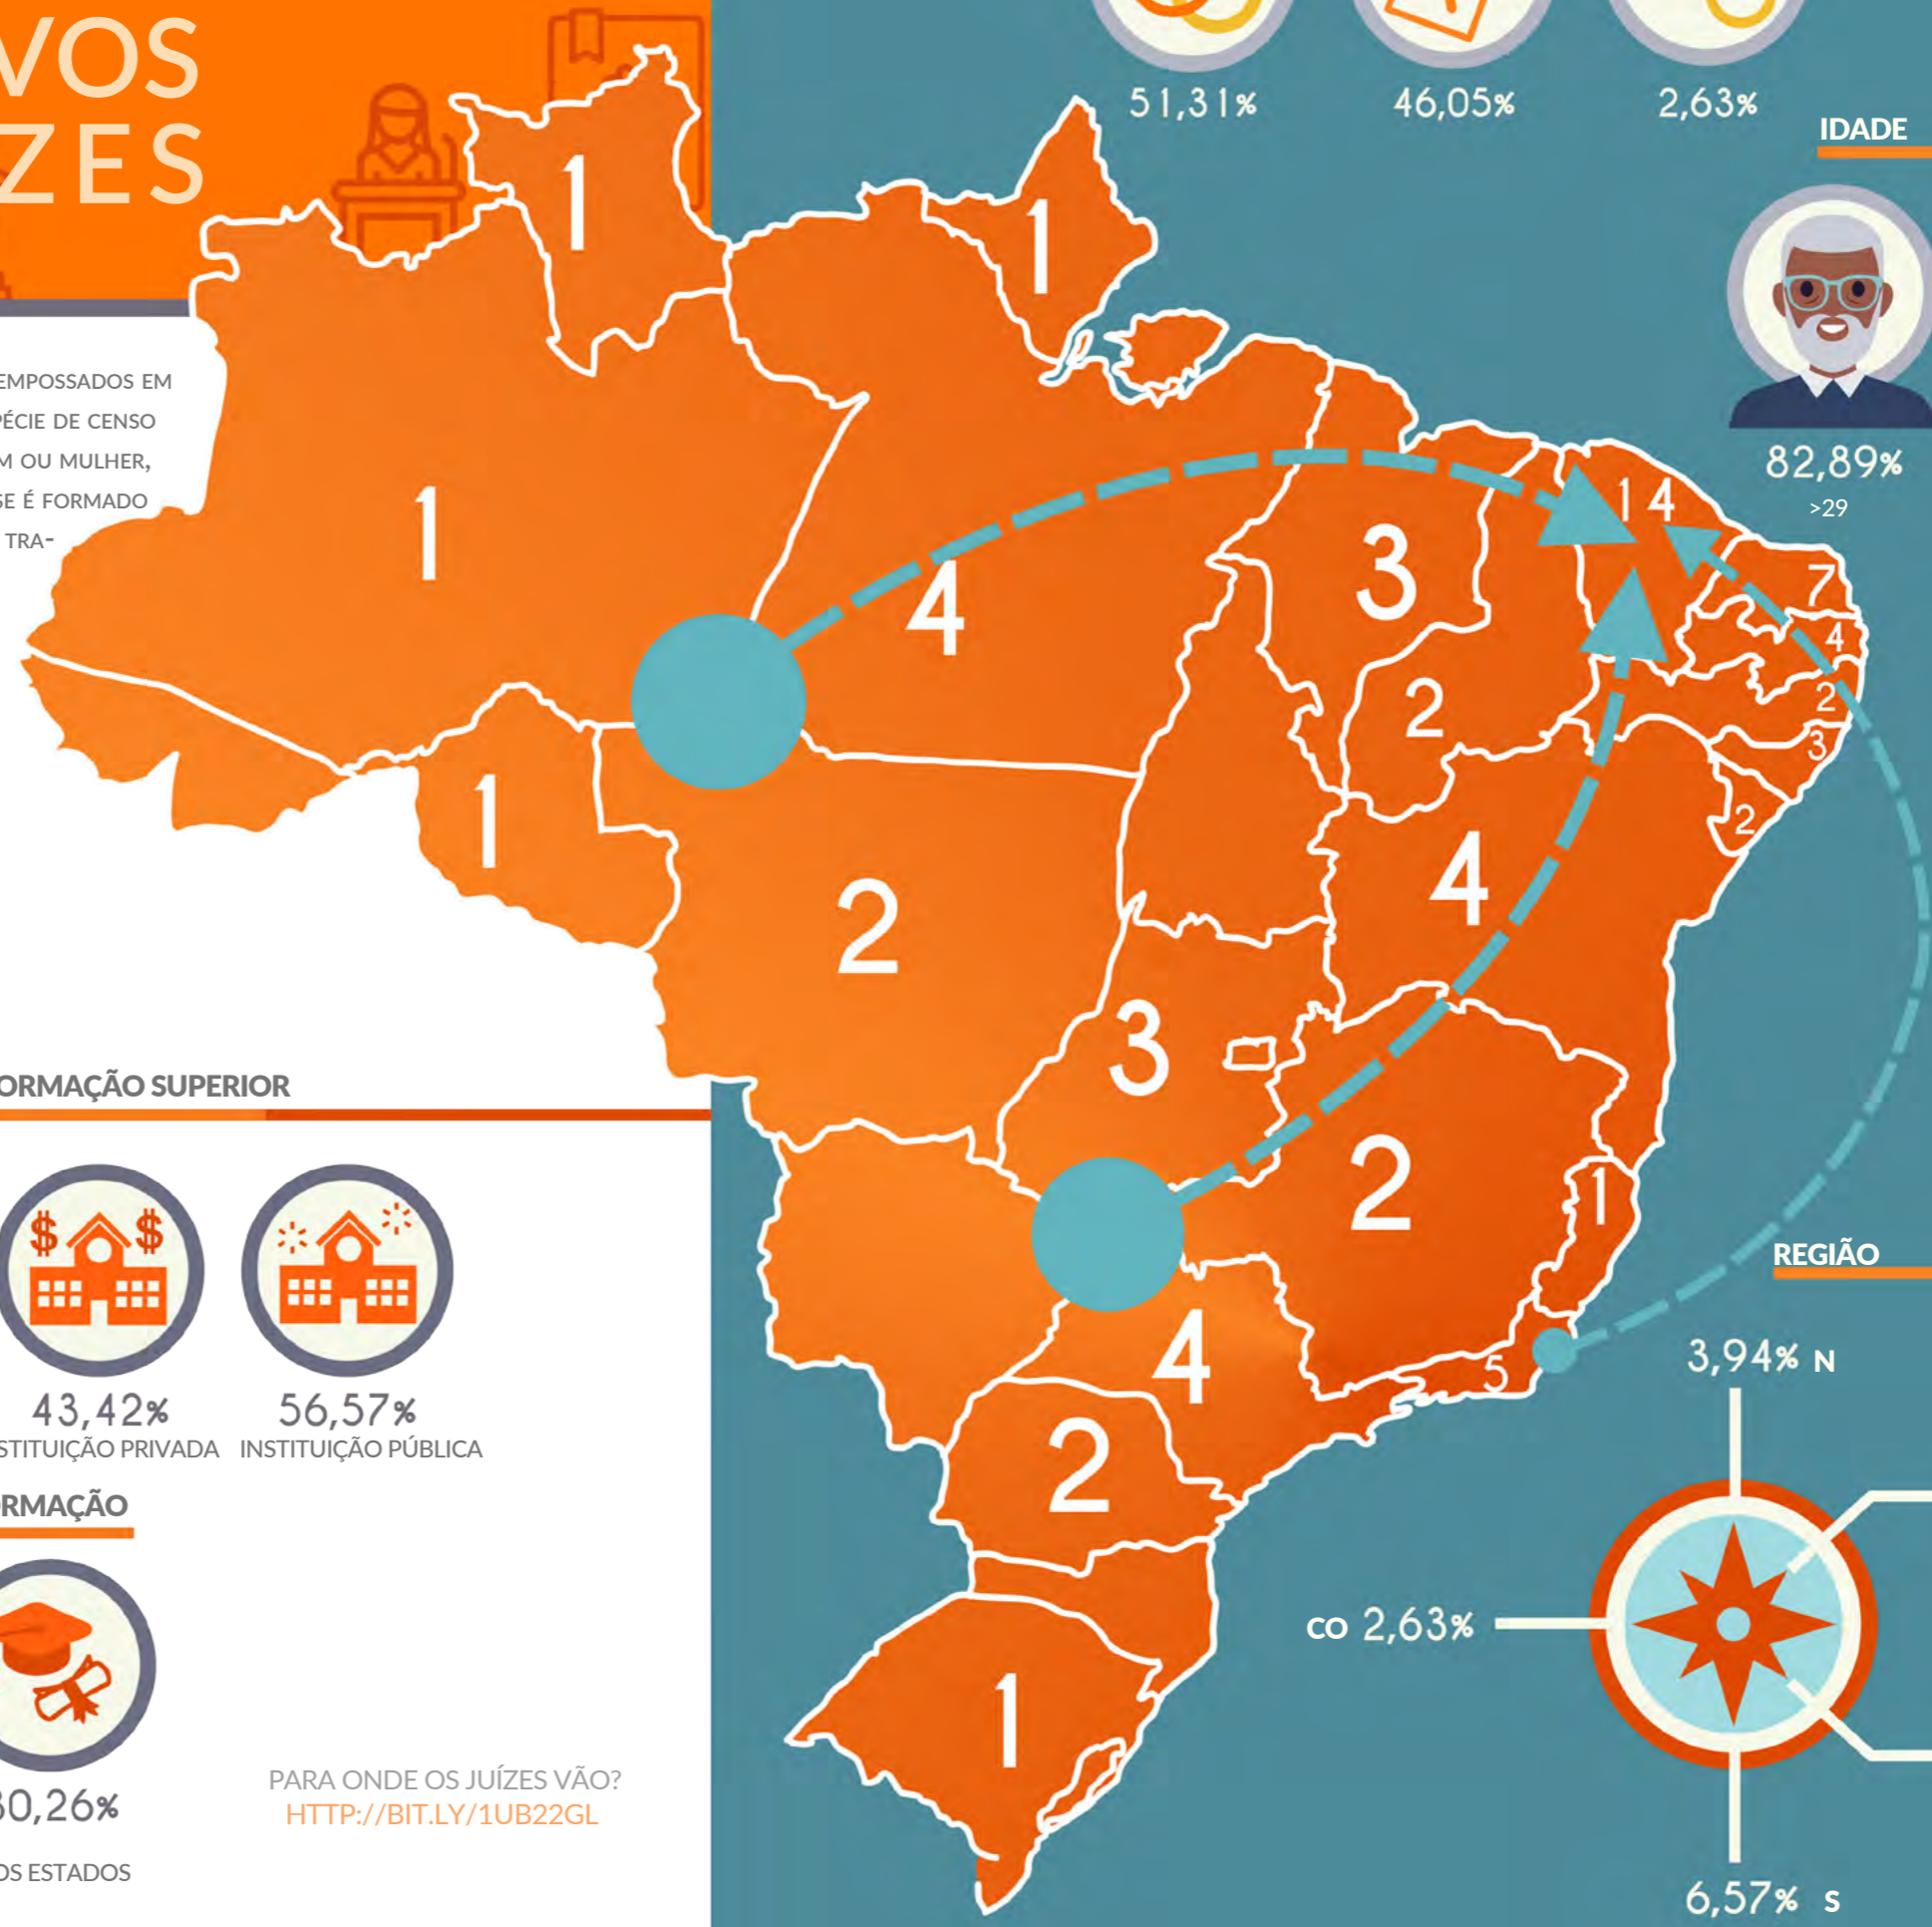 VOS
ZES
51,31%
46,05%
2,63%
IDADE
82,89%
>29
EMPOSSADOS EM
PÉCIE DE CENSO
M OU MULHER,
SE É FORMADO
TRA-
1
1
1
4
3
14
7
4
2
3
2
2
1
2
4
3
2
1
4
5
2
1
ORMAÇÃO SUPERIOR
43,42%
STITUIÇÃO PRIVADA
56,57%
INSTITUIÇÃO PÚBLICA
RMAÇÃO
30,26%
OS ESTADOS
PARA ONDE OS JUÍZES VÃO?
HTTP://BIT.LY/1UB22GL
REGIÃO
3,94% N
CO 2,63%
6,57% S